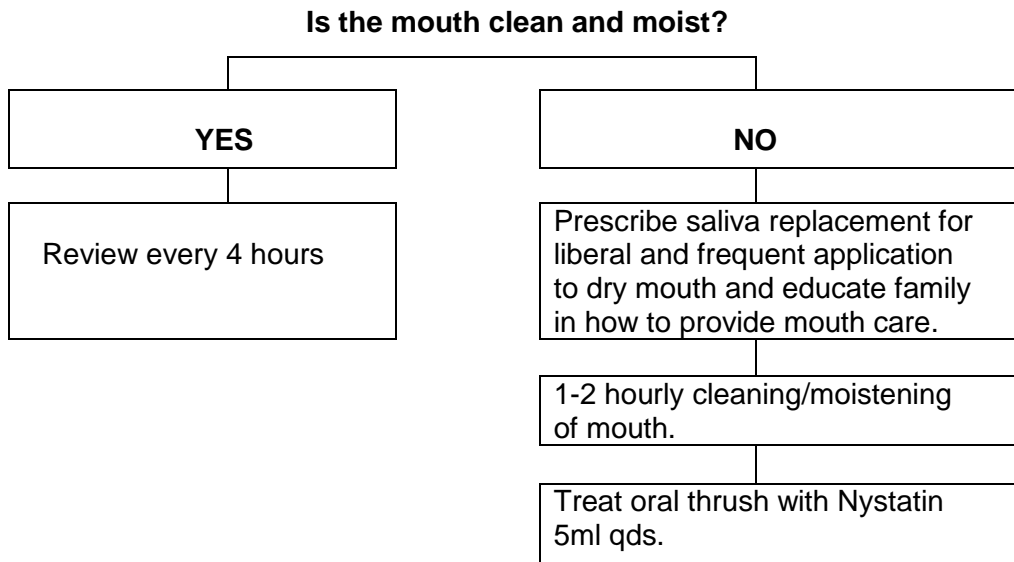 Is the mouth clean and moist?
YES
NO
Review every 4 hours
Prescribe saliva replacement for
liberal and frequent application
to dry mouth and educate family
in how to provide mouth care.
1-2 hourly cleaning/moistening
of mouth.
Treat oral thrush with Nystatin
5ml qds.